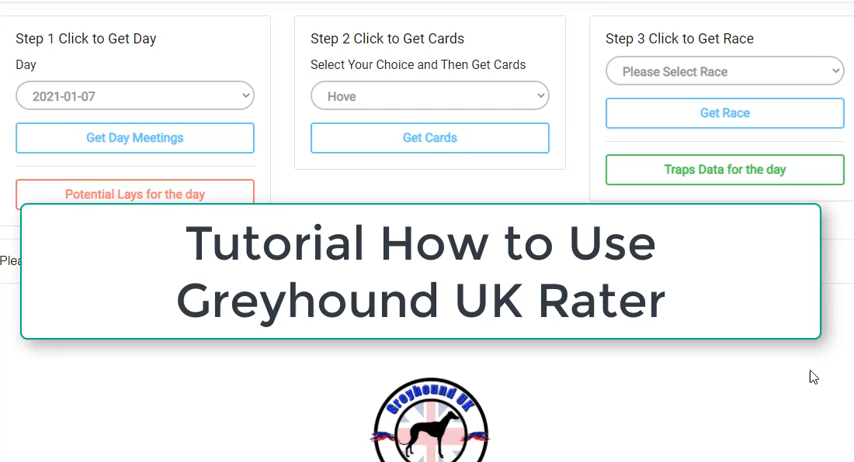 Step 1 Click to Get Day
Day
2021-01-07
Get Day Meetings
Potential Lays for the day
Step 2 Click to Get Cards
Select Your Choice and Then Get Cards
Hove
Get Cards
Step 3 Click to Get Race
Please Select Race
Get Race
Traps Data for the day
Plea
Tutorial How to Use
Greyhound UK Rater
Greyhound UK